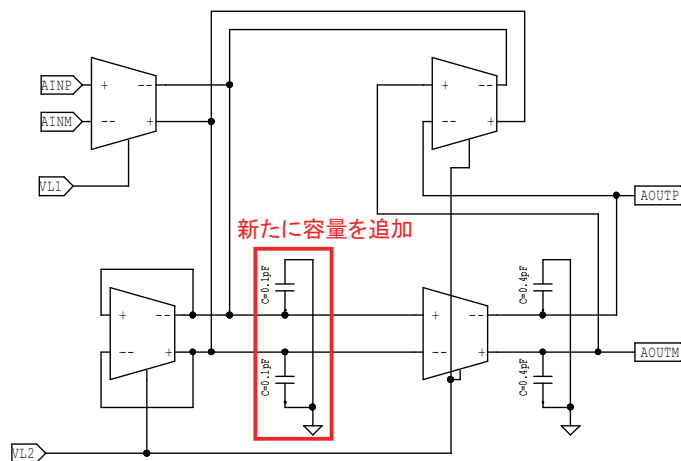 AINP
+
--
--
+
+
--
--
+
AINM
VL1
AOUTP
新たに容量を追加
C=0.1pF
C=0.4pF
+
--
--
+
+
--
--
+
AOUTM
C=0.1pF
C=0.4pF
VL2